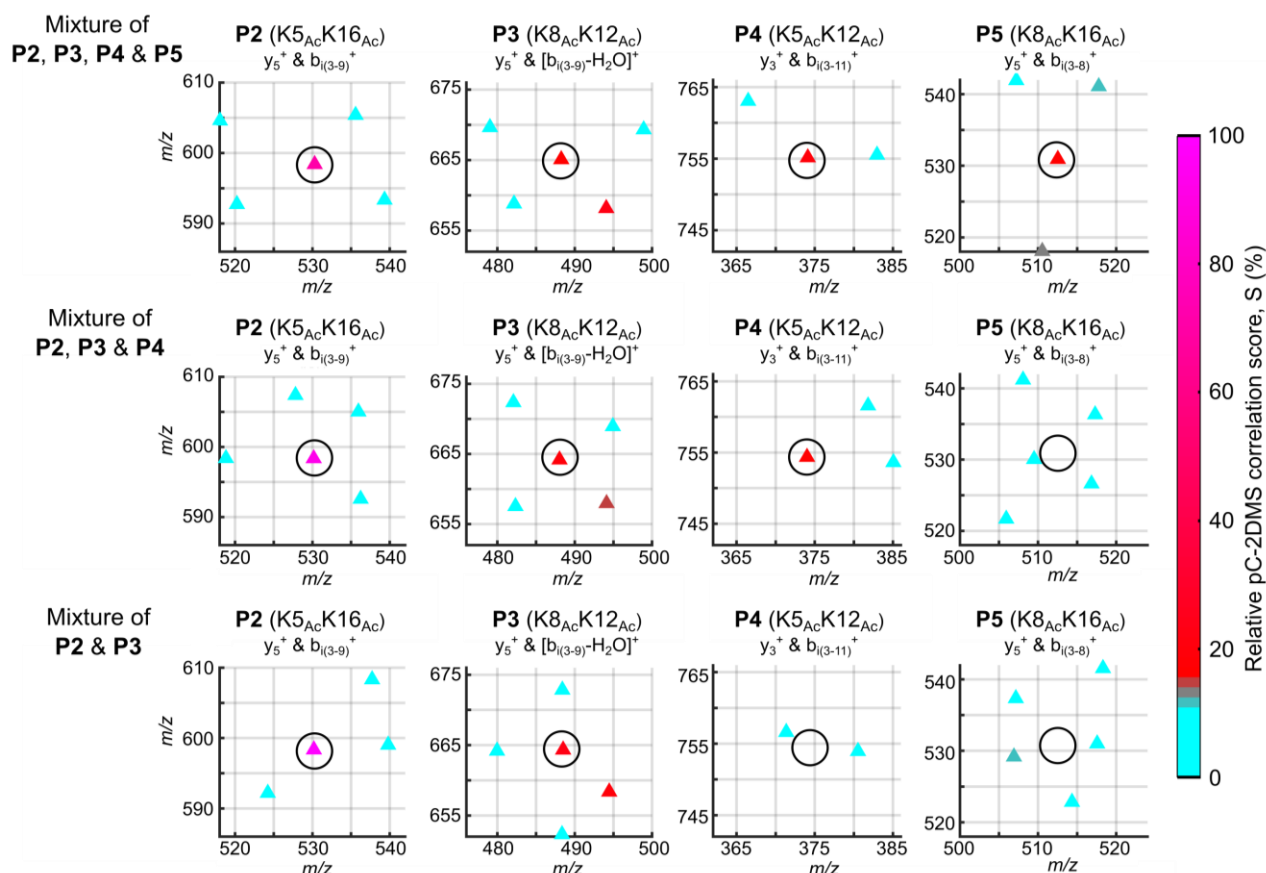 Mixture of
P2, P3, P4 & P5
P2 (K5AcK16Ac)
y5+ & bi(3-9)+
P3 (K8AcK12Ac)
y5+ & [bi(3-9)-H2O]+
P4 (K5AcK12Ac)
y3+ & bi(3-11)+
P5 (K8AcK16Ac)
y5+ & bi(3-8)+
m/z
610
600
590
520 530 540
m/z
675
665
655
480 490 500
m/z
765
755
745
365 375 385
m/z
540
530
520
500 510 520
m/z
Mixture of
P2, P3 & P4
P2 (K5AcK16Ac)
y5+ & bi(3-9)+
P3 (K8AcK12Ac)
y5+ & [bi(3-9)-H2O]+
P4 (K5AcK12Ac)
y3+ & bi(3-11)+
P5 (K8AcK16Ac)
y5+ & bi(3-8)+
m/z
610
600
590
520 530 540
m/z
675
665
655
480 490 500
m/z
765
755
745
365 375 385
m/z
540
530
520
500 510 520
m/z
Mixture of
P2 & P3
P2 (K5AcK16Ac)
y5+ & bi(3-9)+
P3 (K8AcK12Ac)
y5+ & [bi(3-9)-H2O]+
P4 (K5AcK12Ac)
y3+ & bi(3-11)+
P5 (K8AcK16Ac)
y5+ & bi(3-8)+
m/z
610
600
590
520 530 540
m/z
675
665
655
480 490 500
m/z
765
755
745
365 375 385
m/z
540
530
520
500 510 520
m/z
100
80
60
40
20
0
Relative pC-2DMS correlation score, S (%)